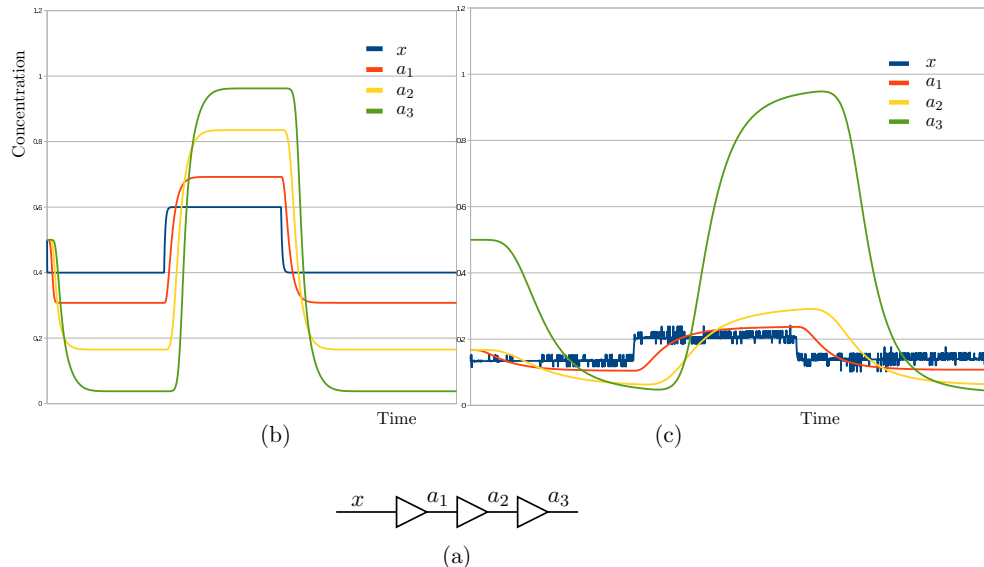 1.2
1
0.8
0.6
0.4
0.2
0
Concentration
x
a1
a2
a3
Time
(b)
1.2
1
0.8
0.6
0.4
0.2
0
x
a1
a2
a3
Time
(c)
x a1 a2 a3
(a)